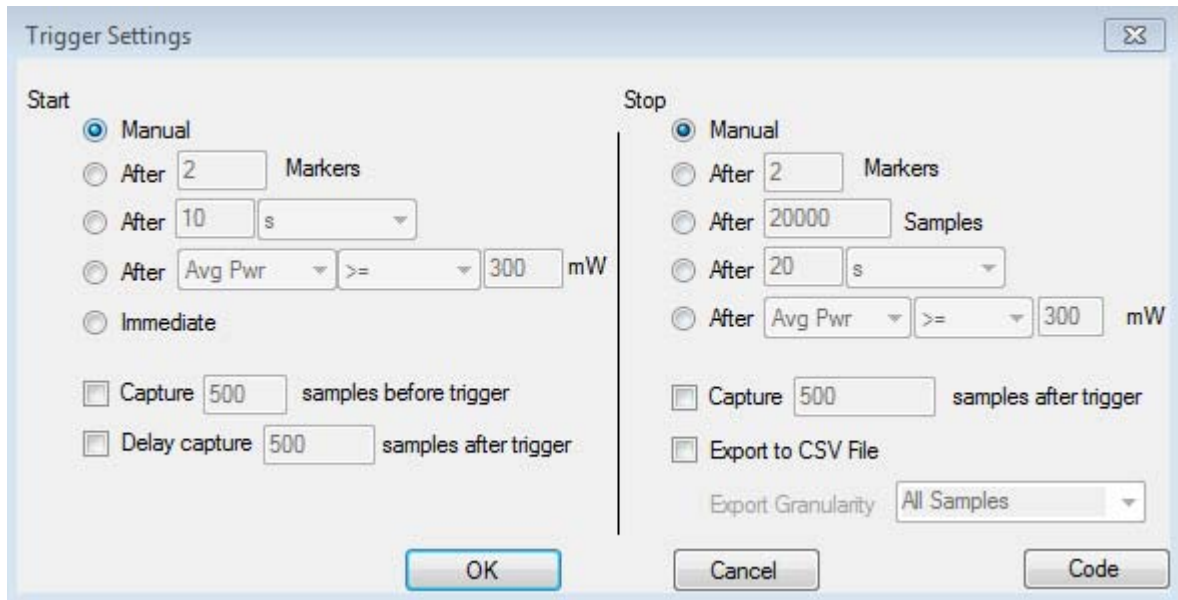 Trigger Settings
Start
Manual
After 2 Markers
After 10 s
After Avg Pwr >= 300 mW
Immediate
Capture 500 samples before trigger
Delay capture 500 samples after trigger
Stop
Manual
After 2 Markers
After 20000 Samples
After 20 s
After Avg Pwr >= 300 mW
Capture 500 samples after trigger
Export to CSV File
Export Granularity All Samples
OK Cancel Code